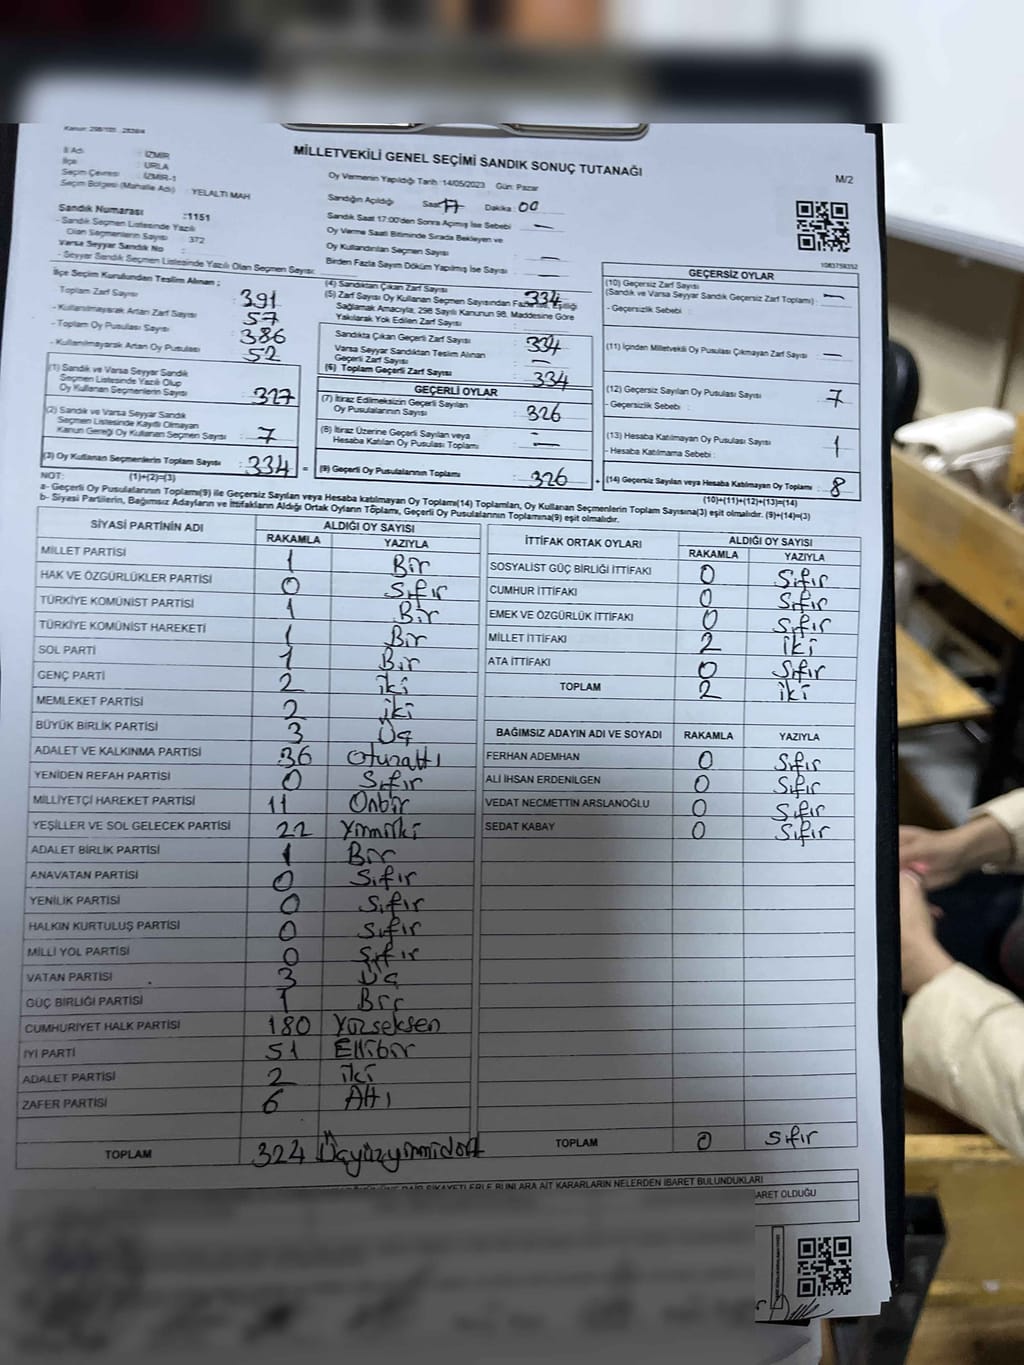 Kanun: 298/105 , 2839/4
MİLLETVEKİLİ GENEL SEÇİMİ SANDIK SONUÇ TUTANAĞI
M/2
İl Adı : İZMİR
İlçe : URLA
Seçim Çevresi : İZMİR-1
Seçim Bölgesi (Mahalle Adı) : YELALTI MAH
Sandık Numarası :1151
- Sandık Seçmen Listesinde Yazılı
Olan Seçmenlerin Sayısı : 372
Varsa Seyyar Sandık No :
- Seyyar Sandık Seçmen Listesinde Yazılı Olan Seçmen Sayısı:
Oy Vermenin Yapıldığı Tarih :14/05/2023 Gün: Pazar
Sandığın Açıldığı Saat: 17 Dakika: 00
Sandık Saat 17:00'den Sonra Açmış İse Sebebi : —
Oy Verme Saati Bitiminde Sırada Bekleyen ve
Oy Kullandırılan Seçmen Sayısı : —
Birden Fazla Sayım Döküm Yapılmış İse Sayısı : —
1083758352
İlçe Seçim Kurulundan Teslim Alınan ;
Toplam Zarf Sayısı : 391
- Kullanılmayarak Artan Zarf Sayısı : 57
- Toplam Oy Pusulası Sayısı : 386
- Kullanılmayarak Artan Oy Pusulası : 52
(1) Sandık ve Varsa Seyyar Sandık
Seçmen Listesinde Yazılı Olup
Oy Kullanan Seçmenlerin Sayısı : 327
(2) Sandık ve Varsa Seyyar Sandık
Seçmen Listesinde Kayıtlı Olmayan
Kanun Gereği Oy Kullanan Seçmen Sayısı : 7
(3) Oy Kullanan Seçmenlerin Toplam Sayısı : 334 =
(4) Sandıktan Çıkan Zarf Sayısı : 334
(5) Zarf Sayısı Oy Kullanan Seçmen Sayısından Fazla İse, Eşitliği
Sağlamak Amacıyla, 298 Sayılı Kanunun 98. Maddesine Göre
Yakılarak Yok Edilen Zarf Sayısı :
Sandıkta Çıkan Geçerli Zarf Sayısı : 334
Varsa Seyyar Sandıktan Teslim Alınan
Geçerli Zarf Sayısı : —
(6) Toplam Geçerli Zarf Sayısı : 334
GEÇERLİ OYLAR
(7) İtiraz Edilmeksizin Geçerli Sayılan
Oy Pusulalarının Sayısı : 326
(8) İtiraz Üzerine Geçerli Sayılan veya
Hesaba Katılan Oy Pusulası Toplamı : —
(9) Geçerli Oy Pusulalarının Toplamı : 326 +
GEÇERSİZ OYLAR
(10) Geçersiz Zarf Sayısı
(Sandık ve Varsa Seyyar Sandık Geçersiz Zarf Toplamı) : —
- Geçersizlik Sebebi :
(11) İçinden Milletvekili Oy Pusulası Çıkmayan Zarf Sayısı : —
(12) Geçersiz Sayılan Oy Pusulası Sayısı : 7
- Geçersizlik Sebebi :
(13) Hesaba Katılmayan Oy Pusulası Sayısı : 1
- Hesaba Katılmama Sebebi :
(14) Geçersiz Sayılan veya Hesaba Katılmayan Oy Toplamı : 8
NOT: (1)+(2)=(3)
(10)+(11)+(12)+(13)=(14)
a- Geçerli Oy Pusulalarının Toplamı(9) ile Geçersiz Sayılan veya Hesaba katılmayan Oy Toplamı(14) Toplamları, Oy Kullanan Seçmenlerin Toplam Sayısına(3) eşit olmalıdır. (9)+(14)=(3)
b- Siyasi Partilerin, Bağımsız Adayların ve İttifakların Aldığı Ortak Oyların Toplamı, Geçerli Oy Pusulalarının Toplamına(9) eşit olmalıdır.
SİYASİ PARTİNİN ADI ALDIĞI OY SAYISI
RAKAMLA YAZIYLA
MİLLET PARTİSİ 1 Bir
HAK VE ÖZGÜRLÜKLER PARTİSİ 0 Sıfır
TÜRKİYE KOMÜNİST PARTİSİ 1 Bir
TÜRKİYE KOMÜNİST HAREKETİ 1 Bir
SOL PARTİ 1 Bir
GENÇ PARTİ 2 iki
MEMLEKET PARTİSİ 2 iki
BÜYÜK BİRLİK PARTİSİ 3 Üç
ADALET VE KALKINMA PARTİSİ 36 Otuzaltı
YENİDEN REFAH PARTİSİ 0 Sıfır
MİLLİYETÇİ HAREKET PARTİSİ 11 Onbir
YEŞİLLER VE SOL GELECEK PARTİSİ 22 Yirmiiki
ADALET BİRLİK PARTİSİ 1 Bir
ANAVATAN PARTİSİ 0 Sıfır
YENİLİK PARTİSİ 0 Sıfır
HALKIN KURTULUŞ PARTİSİ 0 Sıfır
MİLLİ YOL PARTİSİ 0 Sıfır
VATAN PARTİSİ 3 Üç
GÜÇ BİRLİĞİ PARTİSİ 1 Bir
CUMHURİYET HALK PARTİSİ 180 Yüzseksen
İYİ PARTİ 51 Ellibir
ADALET PARTİSİ 2 iki
ZAFER PARTİSİ 6 Altı
TOPLAM 324 Üçyüzyirmidört
İTTİFAK ORTAK OYLARI ALDIĞI OY SAYISI
RAKAMLA YAZIYLA
SOSYALİST GÜÇ BİRLİĞİ İTTİFAKI 0 Sıfır
CUMHUR İTTİFAKI 0 Sıfır
EMEK VE ÖZGÜRLÜK İTTİFAKI 0 Sıfır
MİLLET İTTİFAKI 2 iki
ATA İTTİFAKI 0 Sıfır
TOPLAM 2 iki
BAĞIMSIZ ADAYIN ADI VE SOYADI RAKAMLA YAZIYLA
FERHAN ADEMHAN 0 Sıfır
ALİ İHSAN ERDENİLGEN 0 Sıfır
VEDAT NECMETTİN ARSLANOĞLU 0 Sıfır
SEDAT KABAY 0 Sıfır
TOPLAM 0 Sıfır
DAİR ŞİKAYETLERLE BUNLARA AİT KARARLARIN NELERDEN İBARET BULUNDUKLARI
ARET OLDUĞU